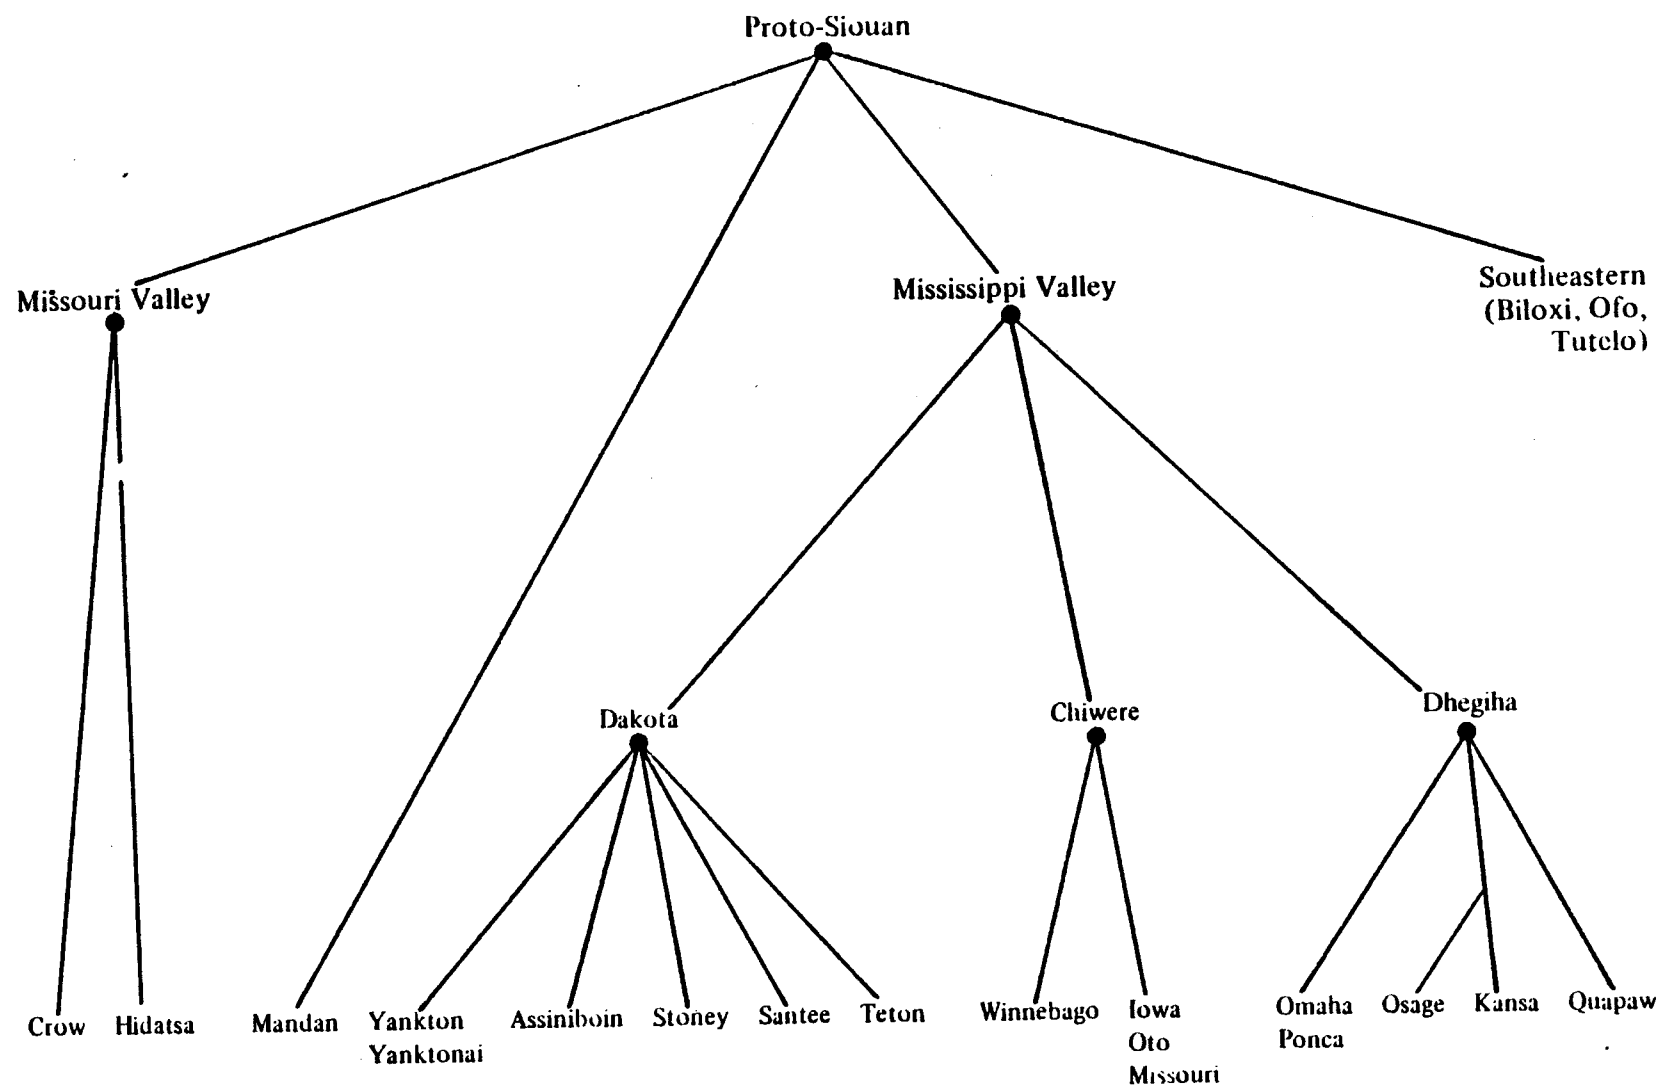 Proto-Siouan
Missouri Valley
Mississippi Valley
Southeastern
(Biloxi, Ofo,
Tutelo)
Dakota
Chiwere
Dhegiha
Crow
Hidatsa
Mandan
Yankton
Yanktonai
Assiniboin
Stoney
Santee
Teton
Winnebago
Iowa
Oto
Missouri
Omaha
Ponca
Osage
Kansa
Quapaw